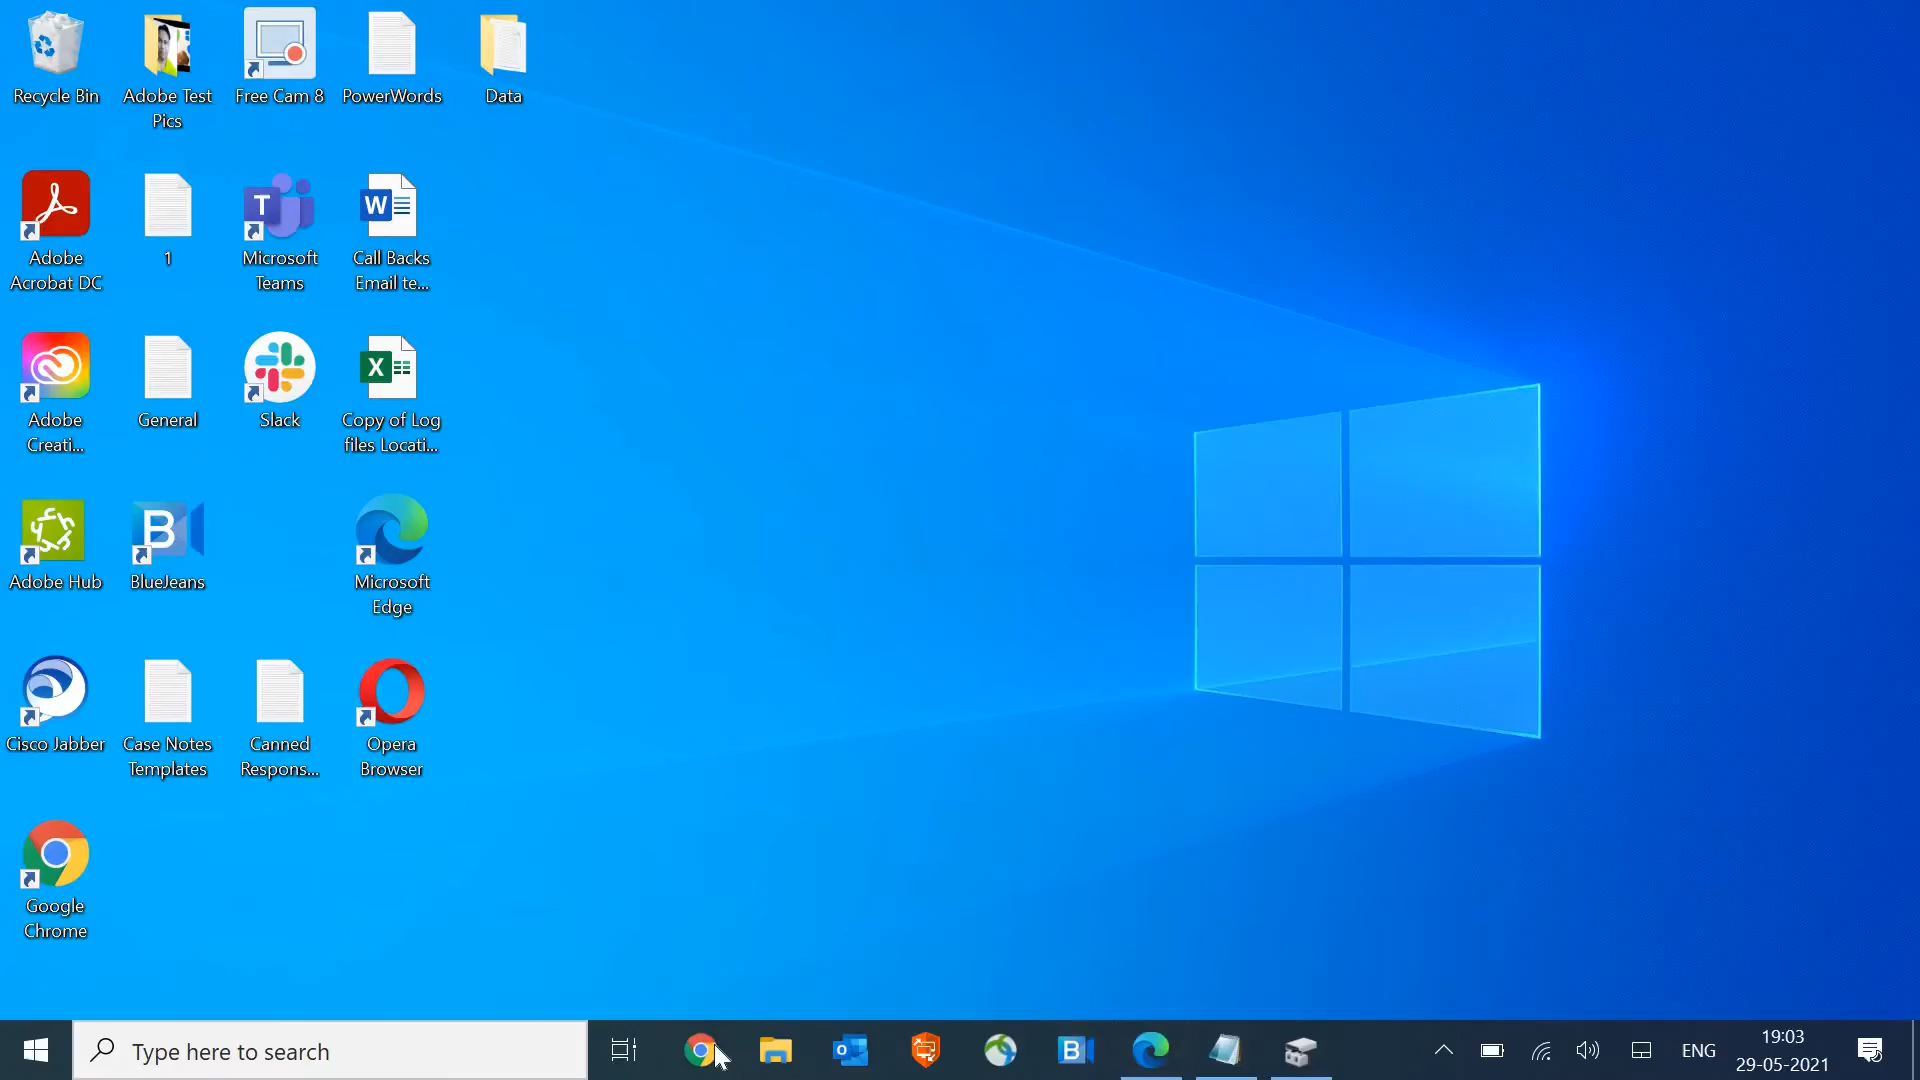 Recycle Bin
Adobe Test
Pics
Free Cam 8
PowerWords
Data
Adobe
Acrobat DC
1
T
Microsoft
Teams
W
Call Backs
Email te...
Adobe
Creati...
General
Slack
X
Copy of Log
files Locati...
Adobe Hub
B
BlueJeans
Microsoft
Edge
Cisco Jabber
Case Notes
Templates
Canned
Respons...
Opera
Browser
Google
Chrome
Type here to search
o
B
ENG
19:03
29-05-2021